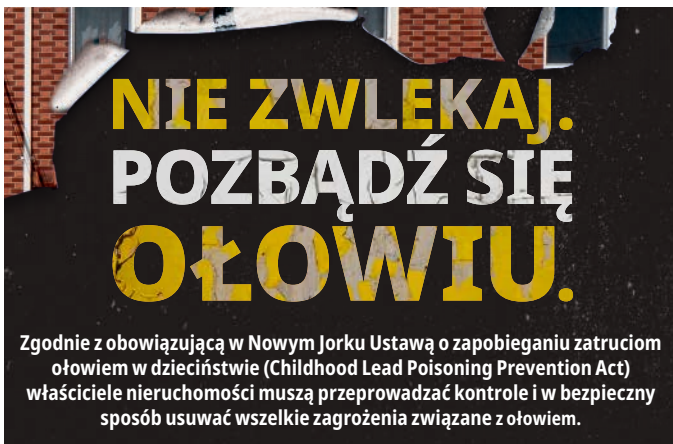 NIE ZWLEKAJ.
POZBĄDŹ SIĘ
OŁOWIU.
Zgodnie z obowiązującą w Nowym Jorku Ustawą o zapobieganiu zatruciom
ołowiem w dzieciństwie (Childhood Lead Poisoning Prevention Act)
właściciele nieruchomości muszą przeprowadzać kontrole i w bezpieczny
sposób usuwać wszelkie zagrożenia związane z ołowiem.